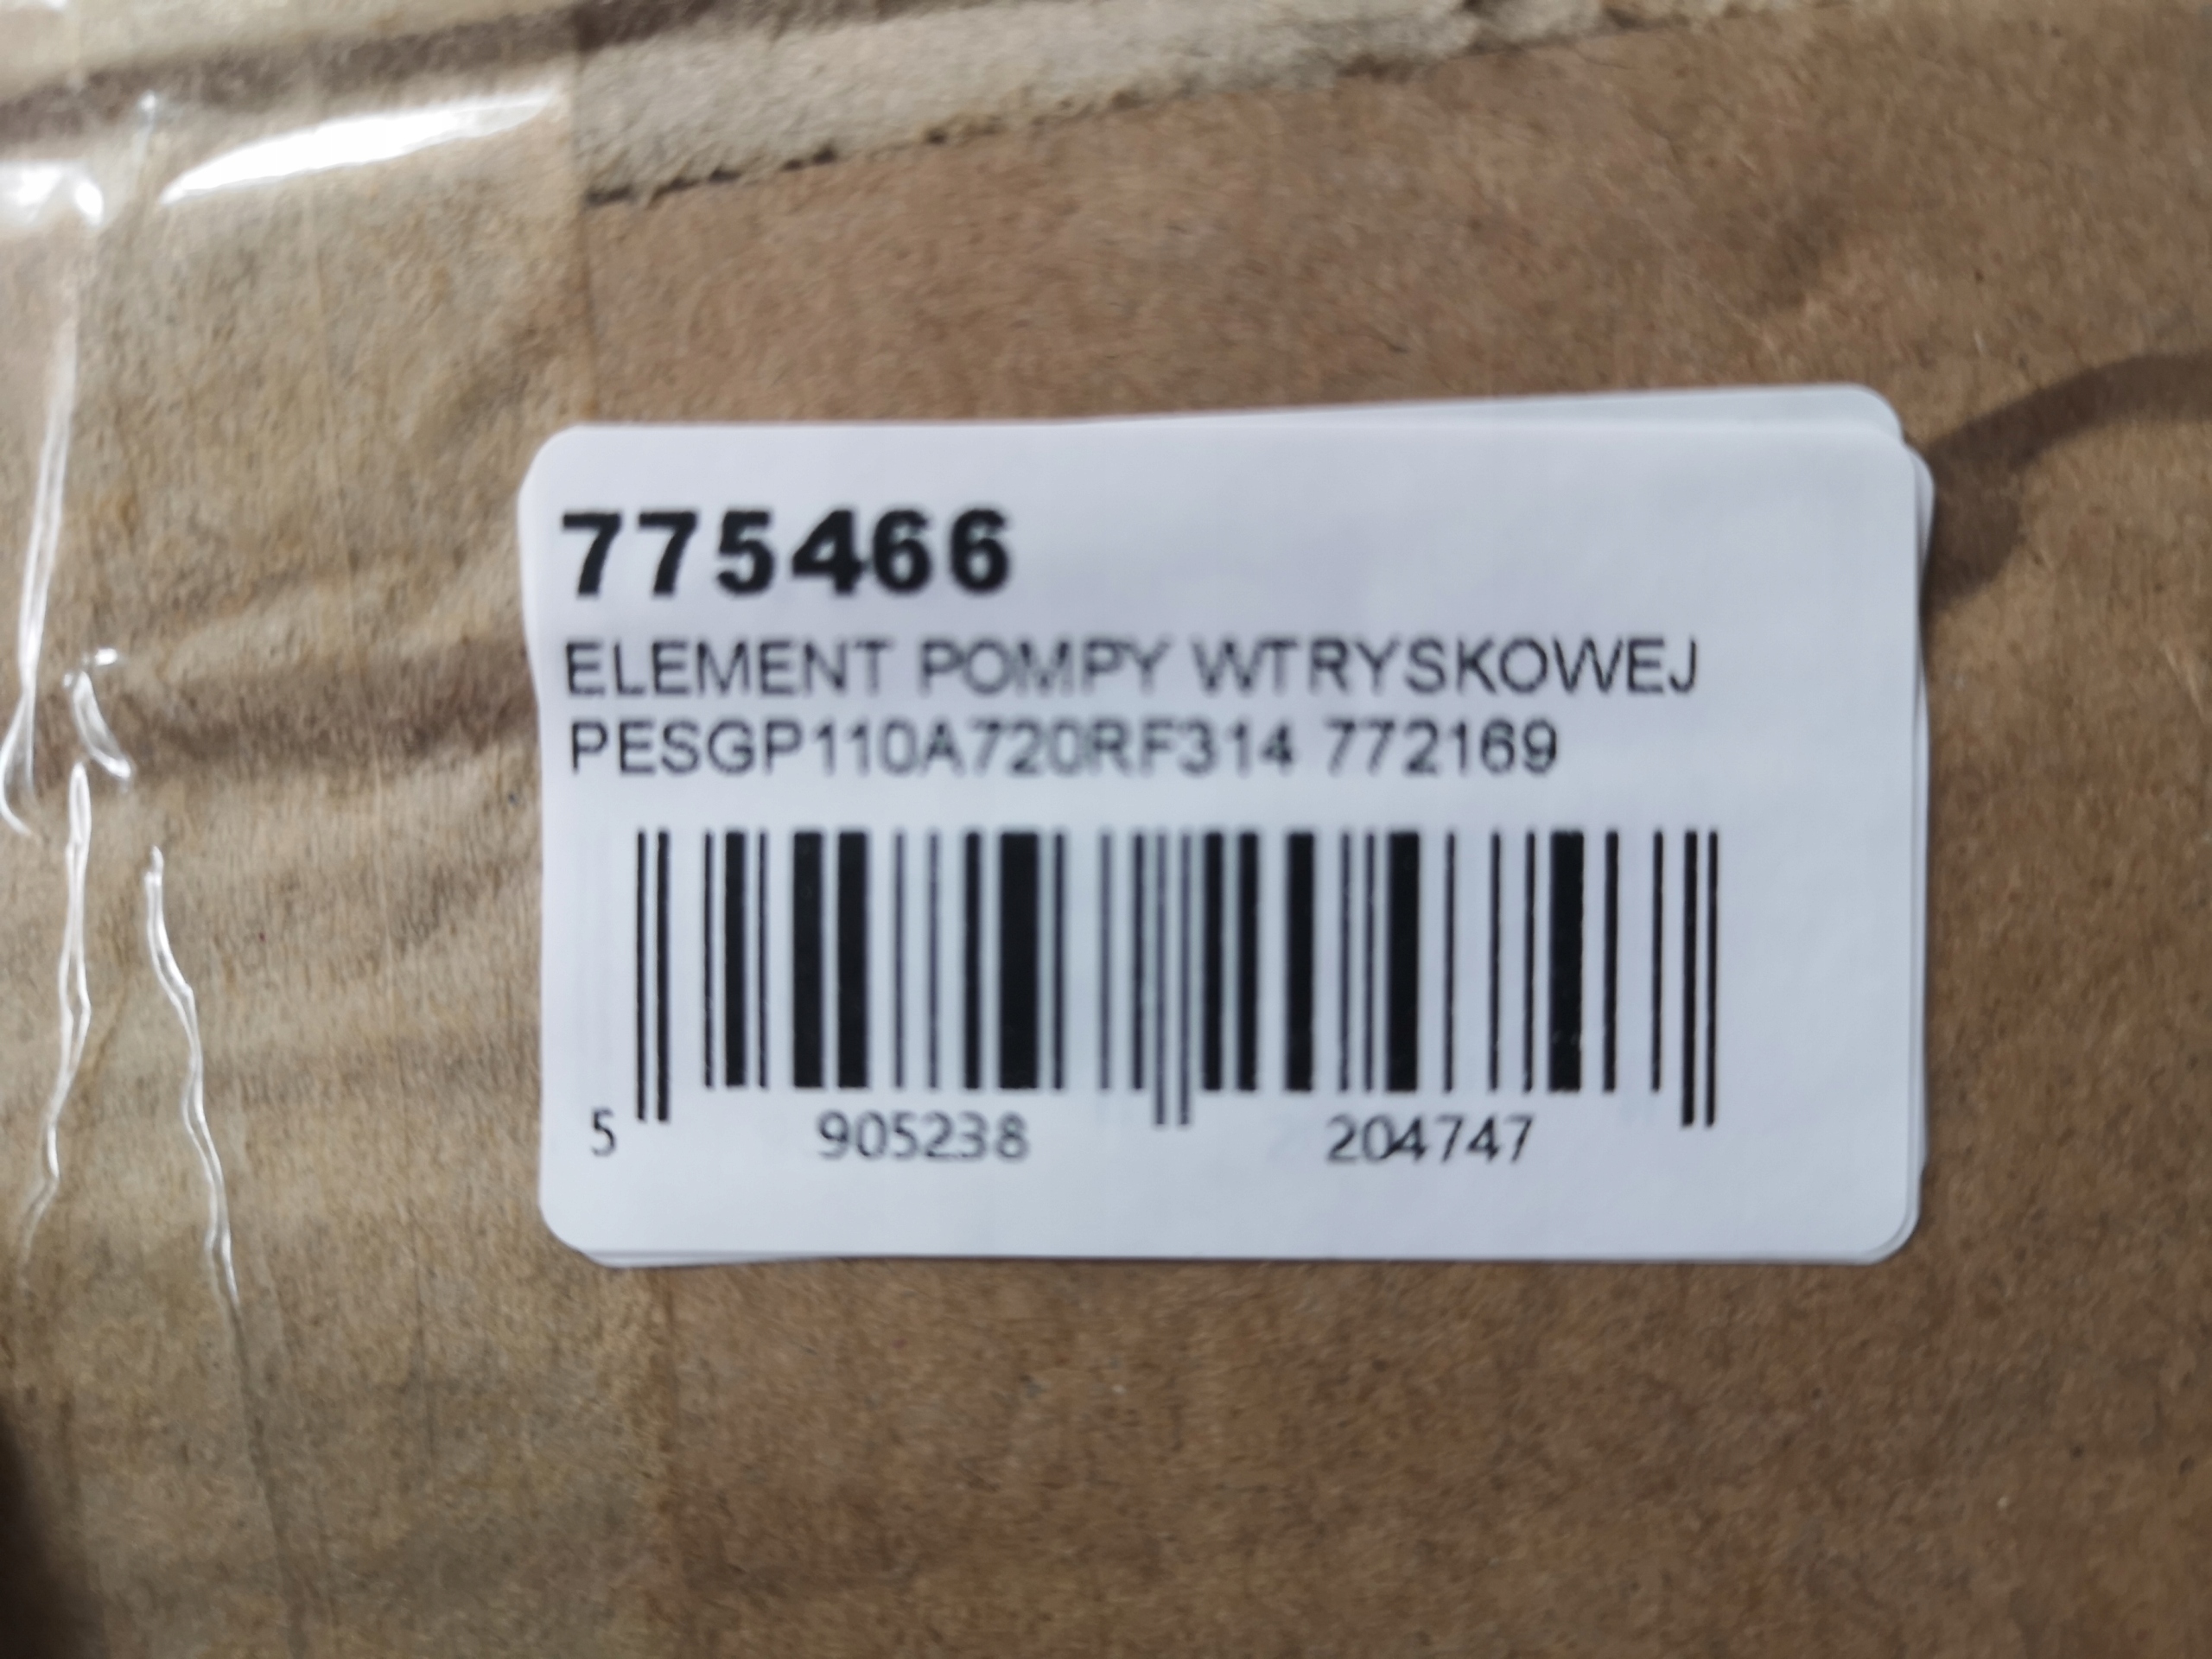 775466
ELEMENT POMPY WTRYSKOWEJ
PESGP110A720RF314 772169
5 905238 204747